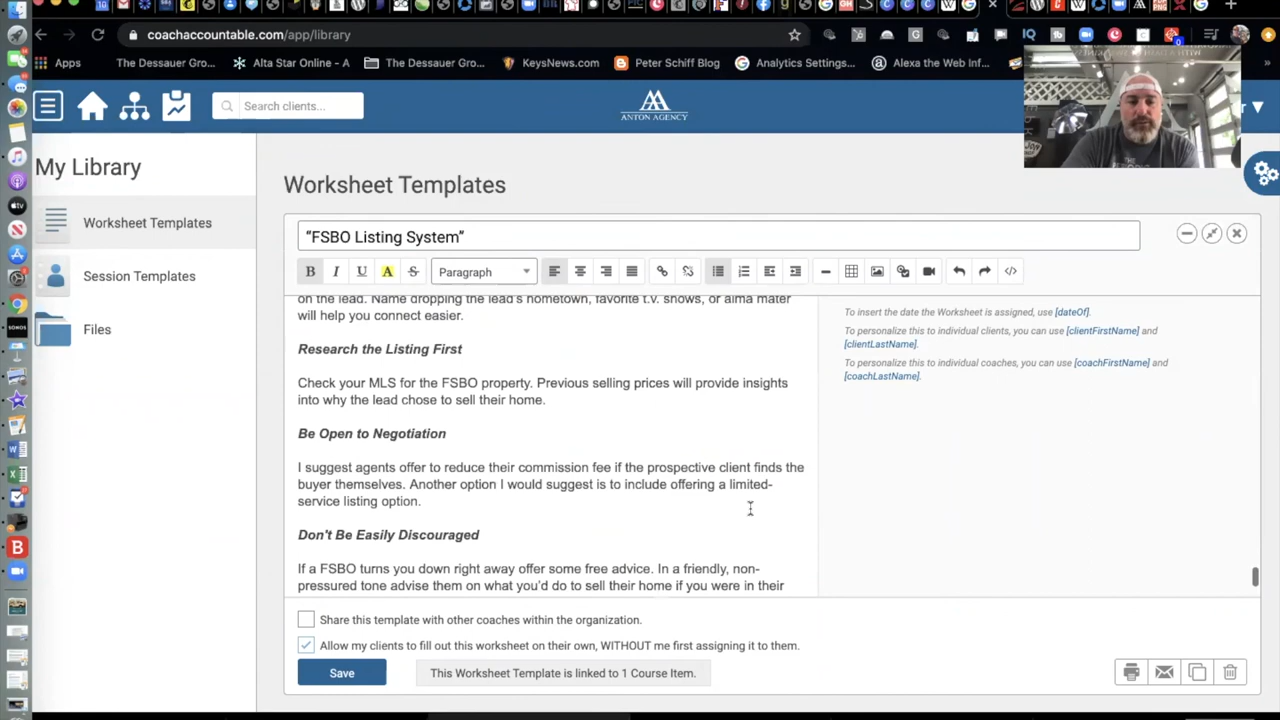 coachaccountable.com/app/library
Apps
The Dessauer Gro...
Alta Star Online - A
The Dessauer Gro...
KeysNews.com
Peter Schiff Blog
Analytics Settings...
Alexa the Web Inf...
»
Search clients...
ANTON AGENCY
My Library
Worksheet Templates
Session Templates
Files
Worksheet Templates
“FSBO Listing System”
B I U A S Paragraph
on the lead. Name dropping the lead's hometown, favorite t.v. shows, or alma mater
will help you connect easier.
Research the Listing First
Check your MLS for the FSBO property. Previous selling prices will provide insights
into why the lead chose to sell their home.
Be Open to Negotiation
I suggest agents offer to reduce their commission fee if the prospective client finds the
buyer themselves. Another option I would suggest is to include offering a limited-
service listing option.
Don't Be Easily Discouraged
If a FSBO turns you down right away offer some free advice. In a friendly, non-
pressured tone advise them on what you'd do to sell their home if you were in their
To insert the date the Worksheet is assigned, use [dateOf].
To personalize this to individual clients, you can use [clientFirstName] and
[clientLastName].
To personalize this to individual coaches, you can use [coachFirstName] and
[coachLastName].
Share this template with other coaches within the organization.
Allow my clients to fill out this worksheet on their own, WITHOUT me first assigning it to them.
Save
This Worksheet Template is linked to 1 Course Item.